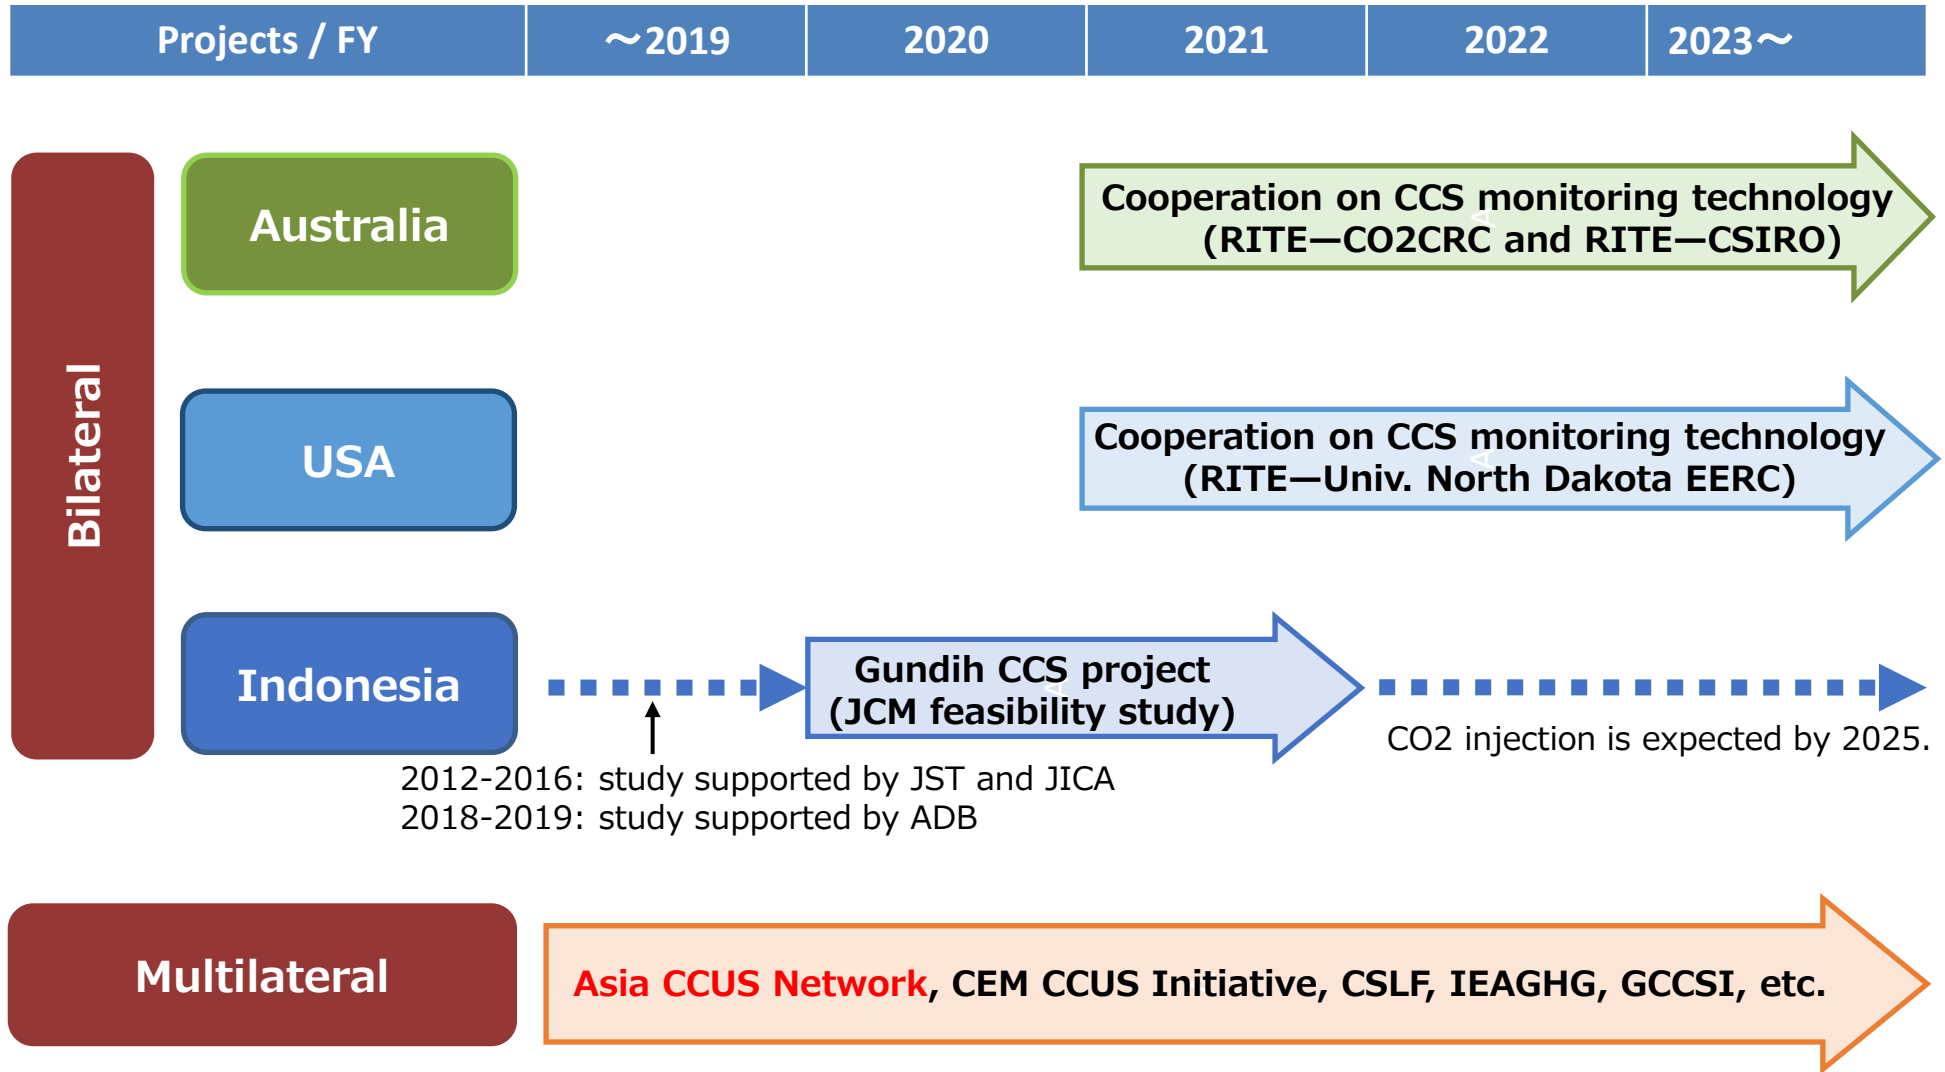 Projects / FY
～2019
2020
2021
2022
2023～
Bilateral
Australia
Cooperation on CCS monitoring technology
(RITE—CO2CRC and RITE—CSIRO)
A
USA
Cooperation on CCS monitoring technology
(RITE—Univ. North Dakota EERC)
A
Indonesia
Gundih CCS project
(JCM feasibility study)
A
CO2 injection is expected by 2025.
2012-2016: study supported by JST and JICA
2018-2019: study supported by ADB
Multilateral
Asia CCUS Network, CEM CCUS Initiative, CSLF, IEAGHG, GCCSI, etc.